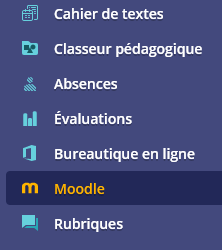 Cahier de textes
Classeur pédagogique
Absences
Évaluations
Bureautique en ligne
Moodle
Rubriques